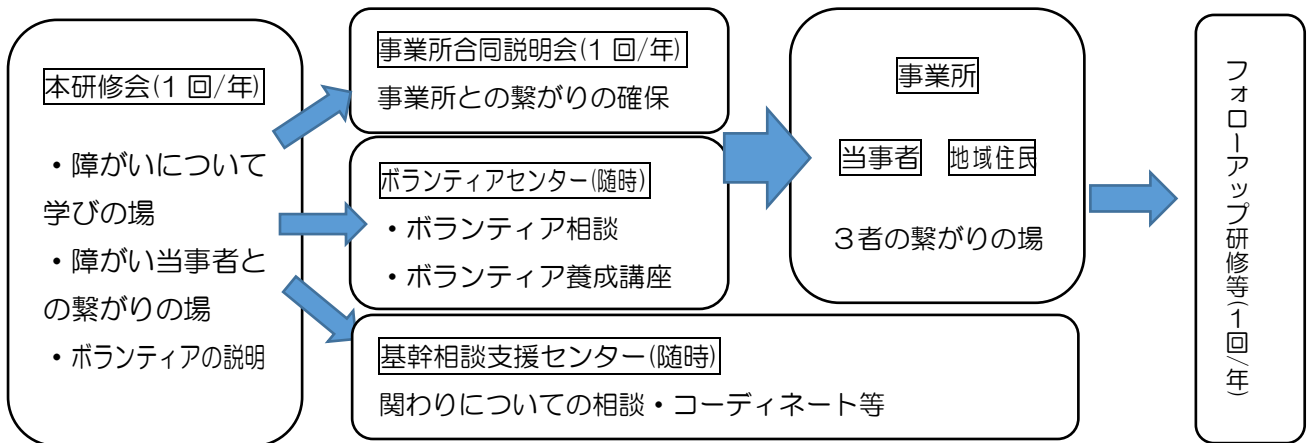 本研修会(1 回/年)
・障がいについて
学びの場
・障がい当事者と
の繋がりの場
・ボランティアの説明
事業所合同説明会(1 回/年)
事業所との繋がりの確保
ボランティアセンター(随時)
・ボランティア相談
・ボランティア養成講座
基幹相談支援センター(随時)
関わりについての相談・コーディネート等
事業所
当事者 地域住民
３者の繋がりの場
フォローアップ研修等(1回/年)